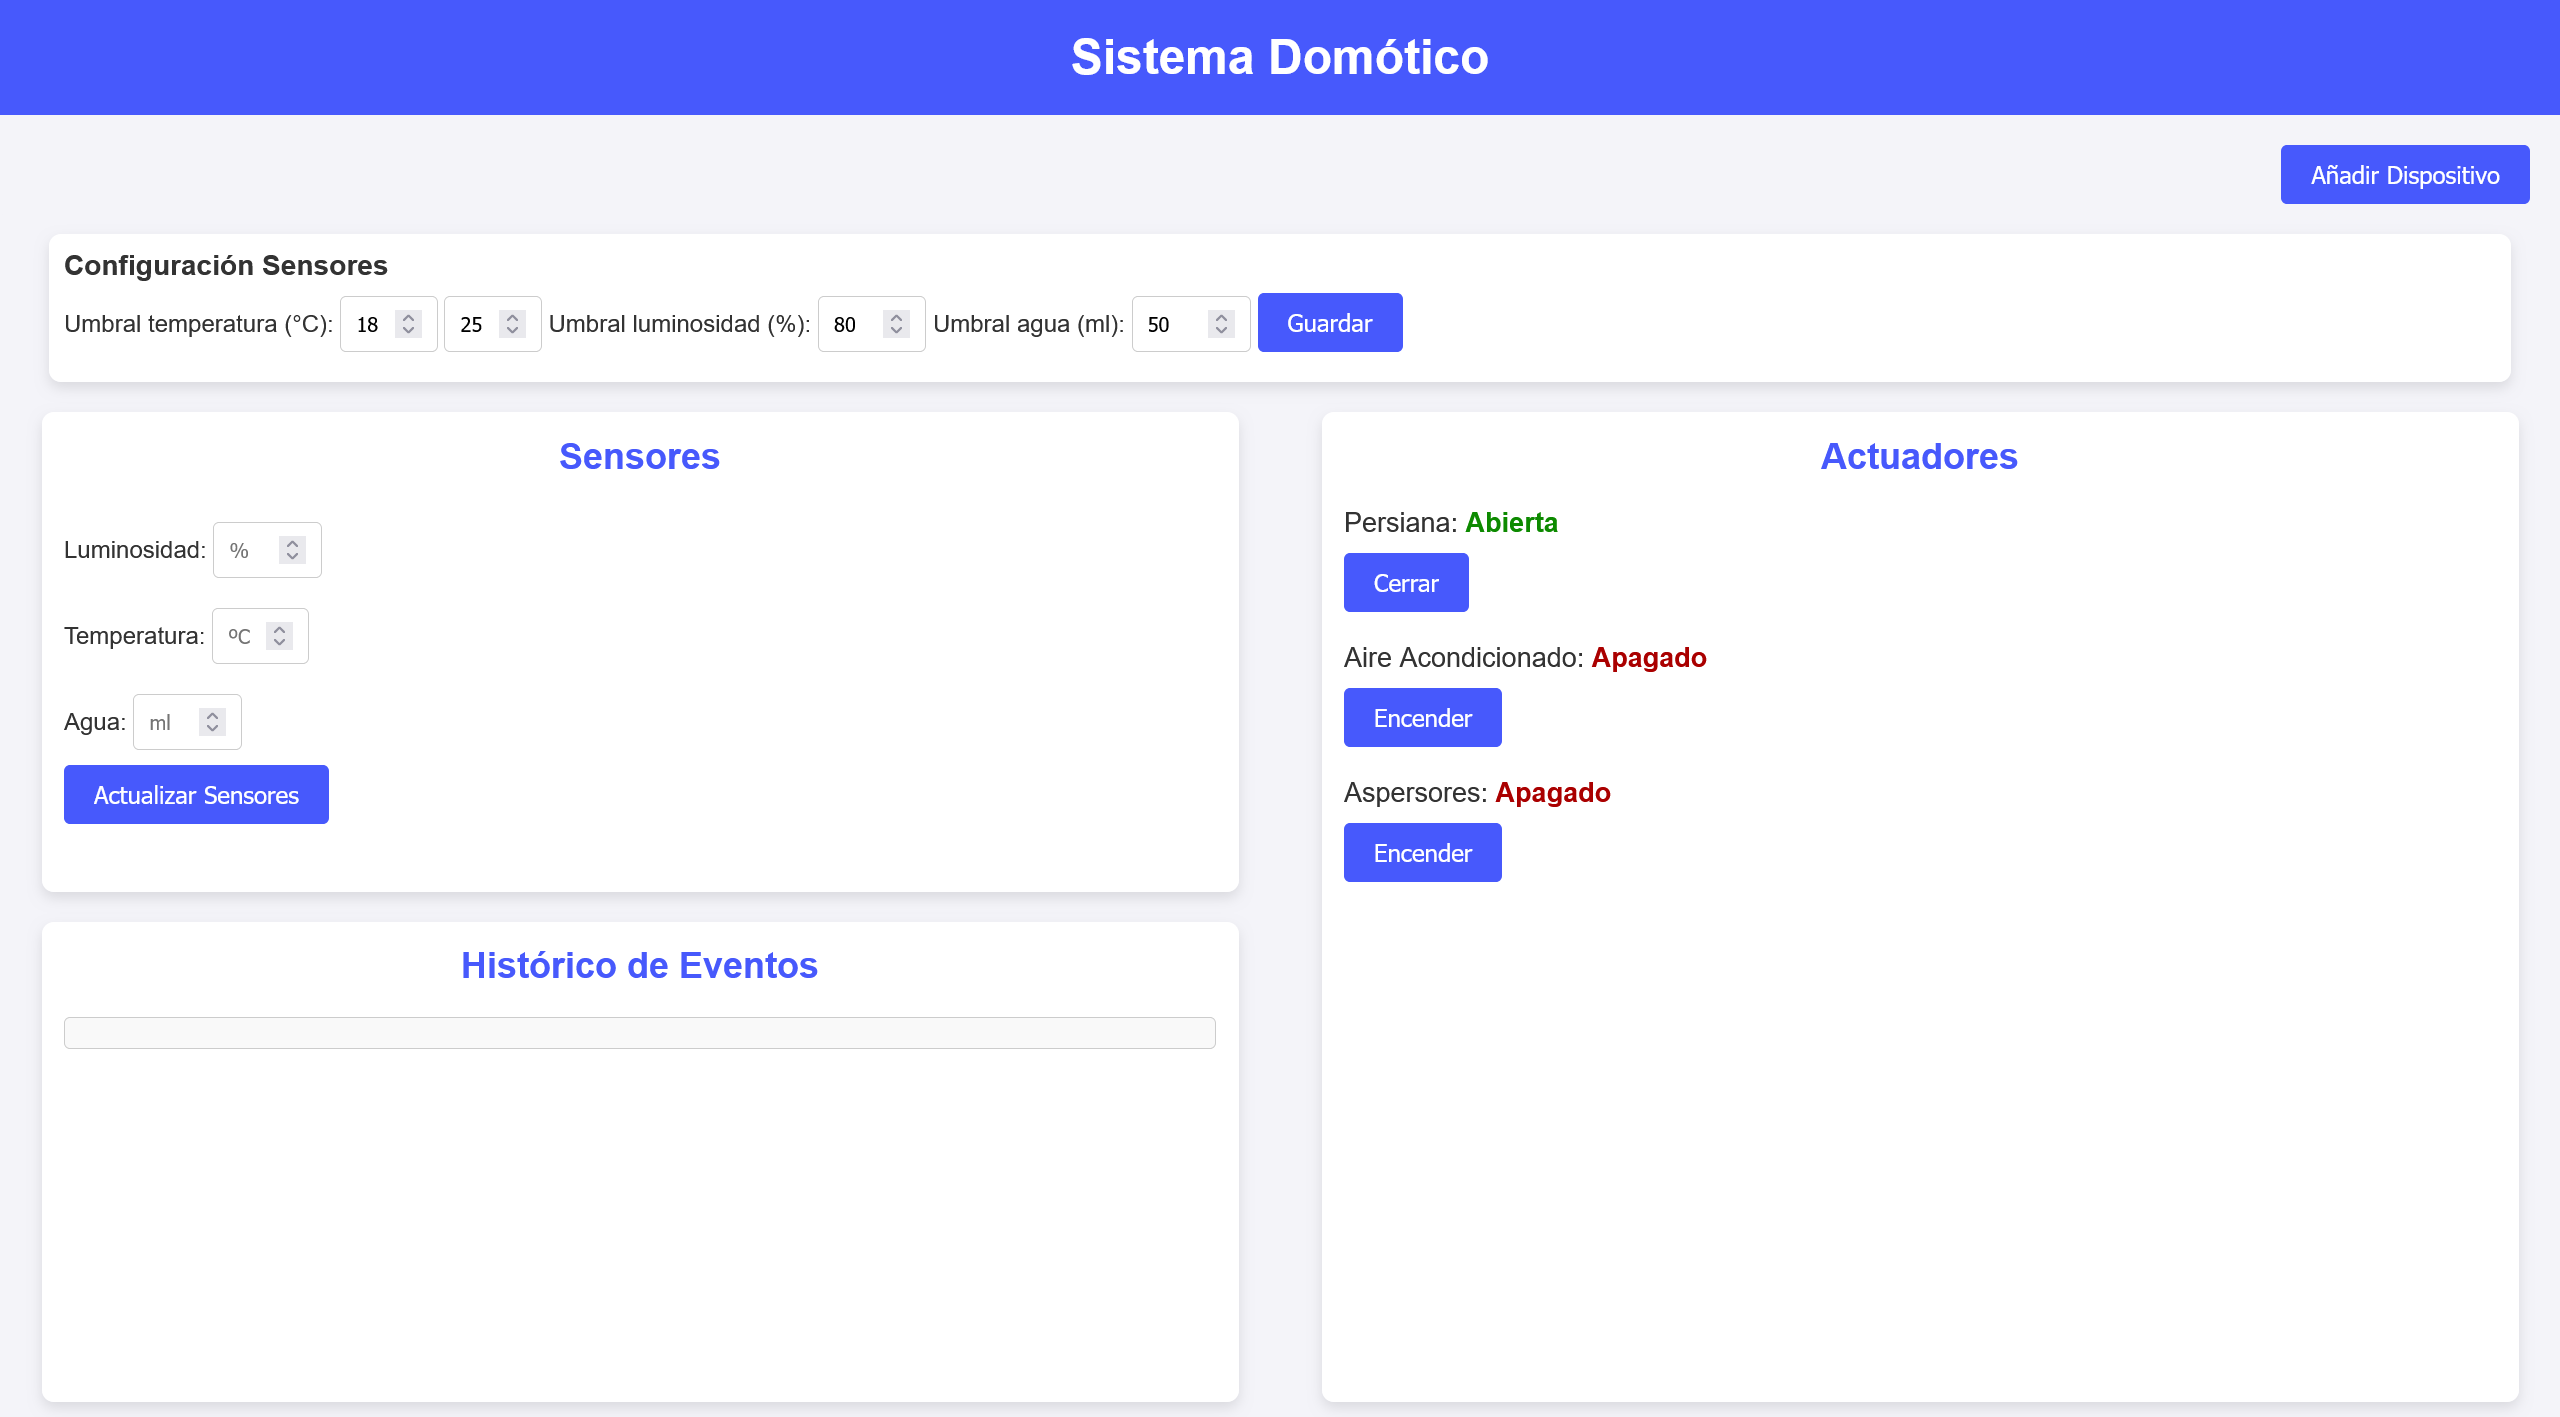 Sistema Domótico
Añadir Dispositivo
Configuración Sensores
Umbral temperatura (°C): 18 25 Umbral luminosidad (%): 80 Umbral agua (ml): 50 Guardar
Sensores
Luminosidad: %
Temperatura: ºC
Agua: ml
Actualizar Sensores
Histórico de Eventos
Actuadores
Persiana: Abierta
Cerrar
Aire Acondicionado: Apagado
Encender
Aspersores: Apagado
Encender